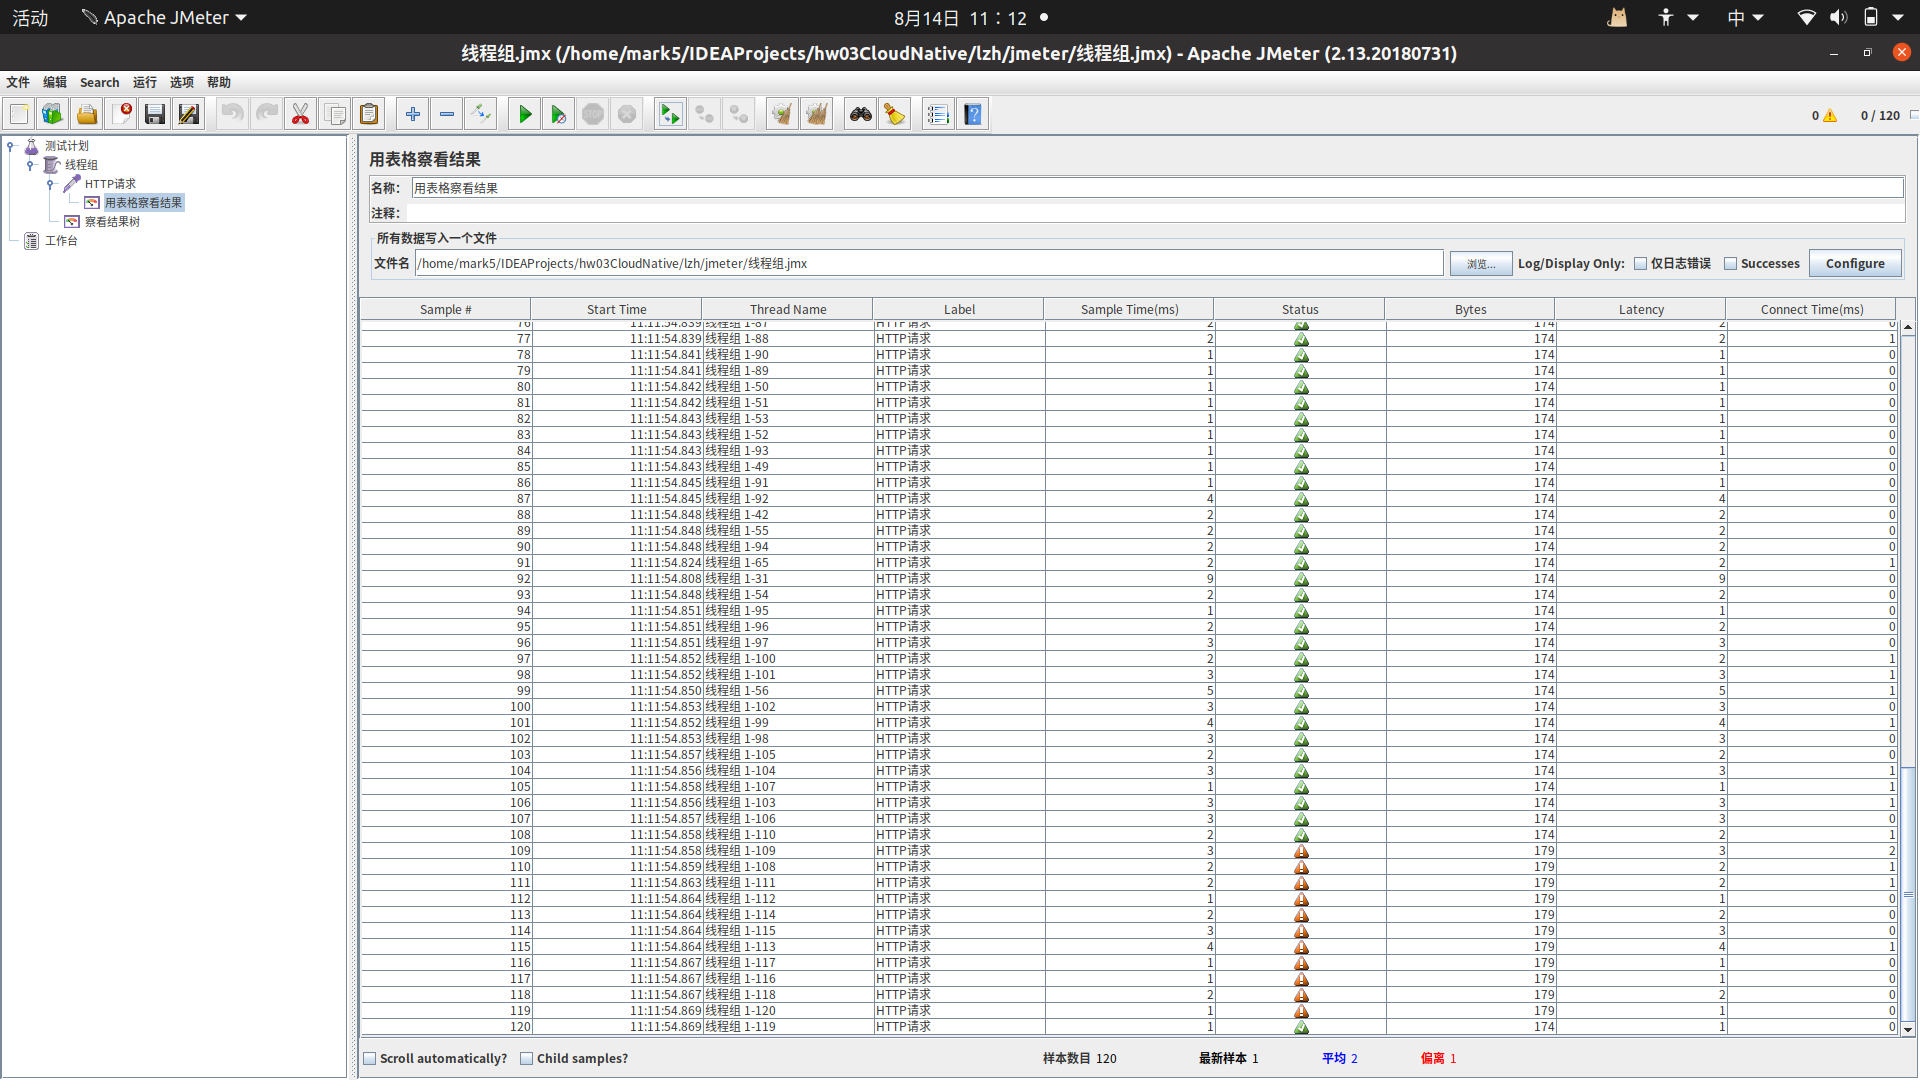 活动 Apache JMeter 8月14日 11：12 中
线程组.jmx (/home/mark5/IDEAProjects/hw03CloudNative/lzh/jmeter/线程组.jmx) - Apache JMeter (2.13.20180731)
文件 编辑 Search 运行 选项 帮助
0 0 / 120
测试计划
线程组
HTTP请求
用表格察看结果
察看结果树
工作台
用表格察看结果
名称: 用表格察看结果
注释:
所有数据写入一个文件
文件名 /home/mark5/IDEAProjects/hw03CloudNative/lzh/jmeter/线程组.jmx 浏览... Log/Display Only: 仅日志错误 Successes Configure
Sample # Start Time Thread Name Label Sample Time(ms) Status Bytes Latency Connect Time(ms)
76 11:11:54.839 线程组 1-87 HTTP请求 2 174 2 0
77 11:11:54.839 线程组 1-88 HTTP请求 2 174 2 1
78 11:11:54.841 线程组 1-90 HTTP请求 1 174 1 0
79 11:11:54.841 线程组 1-89 HTTP请求 1 174 1 0
80 11:11:54.842 线程组 1-50 HTTP请求 1 174 1 0
81 11:11:54.842 线程组 1-51 HTTP请求 1 174 1 0
82 11:11:54.843 线程组 1-53 HTTP请求 1 174 1 0
83 11:11:54.843 线程组 1-52 HTTP请求 1 174 1 0
84 11:11:54.843 线程组 1-93 HTTP请求 1 174 1 0
85 11:11:54.843 线程组 1-49 HTTP请求 1 174 1 0
86 11:11:54.845 线程组 1-91 HTTP请求 1 174 1 0
87 11:11:54.845 线程组 1-92 HTTP请求 4 174 4 0
88 11:11:54.848 线程组 1-42 HTTP请求 2 174 2 0
89 11:11:54.848 线程组 1-55 HTTP请求 2 174 2 0
90 11:11:54.848 线程组 1-94 HTTP请求 2 174 2 0
91 11:11:54.824 线程组 1-65 HTTP请求 2 174 2 1
92 11:11:54.808 线程组 1-31 HTTP请求 9 174 9 0
93 11:11:54.848 线程组 1-54 HTTP请求 2 174 2 0
94 11:11:54.851 线程组 1-95 HTTP请求 1 174 1 0
95 11:11:54.851 线程组 1-96 HTTP请求 2 174 2 0
96 11:11:54.851 线程组 1-97 HTTP请求 3 174 3 0
97 11:11:54.852 线程组 1-100 HTTP请求 2 174 2 1
98 11:11:54.852 线程组 1-101 HTTP请求 3 174 3 1
99 11:11:54.850 线程组 1-56 HTTP请求 5 174 5 1
100 11:11:54.853 线程组 1-102 HTTP请求 3 174 3 0
101 11:11:54.852 线程组 1-99 HTTP请求 4 174 4 1
102 11:11:54.853 线程组 1-98 HTTP请求 3 174 3 0
103 11:11:54.857 线程组 1-105 HTTP请求 2 174 2 0
104 11:11:54.856 线程组 1-104 HTTP请求 3 174 3 1
105 11:11:54.858 线程组 1-107 HTTP请求 1 174 1 1
106 11:11:54.856 线程组 1-103 HTTP请求 3 174 3 1
107 11:11:54.857 线程组 1-106 HTTP请求 3 174 3 0
108 11:11:54.858 线程组 1-110 HTTP请求 2 174 2 1
109 11:11:54.858 线程组 1-109 HTTP请求 3 179 3 2
110 11:11:54.859 线程组 1-108 HTTP请求 2 179 2 1
111 11:11:54.863 线程组 1-111 HTTP请求 2 179 2 1
112 11:11:54.864 线程组 1-112 HTTP请求 1 179 1 0
113 11:11:54.864 线程组 1-114 HTTP请求 2 179 2 0
114 11:11:54.864 线程组 1-115 HTTP请求 3 179 3 0
115 11:11:54.864 线程组 1-113 HTTP请求 4 179 4 1
116 11:11:54.867 线程组 1-117 HTTP请求 1 179 1 0
117 11:11:54.867 线程组 1-116 HTTP请求 1 179 1 0
118 11:11:54.867 线程组 1-118 HTTP请求 2 179 2 0
119 11:11:54.869 线程组 1-120 HTTP请求 1 179 1 0
120 11:11:54.869 线程组 1-119 HTTP请求 1 174 1 0
Scroll automatically? Child samples? 样本数目 120 最新样本 1 平均 2 偏离 1